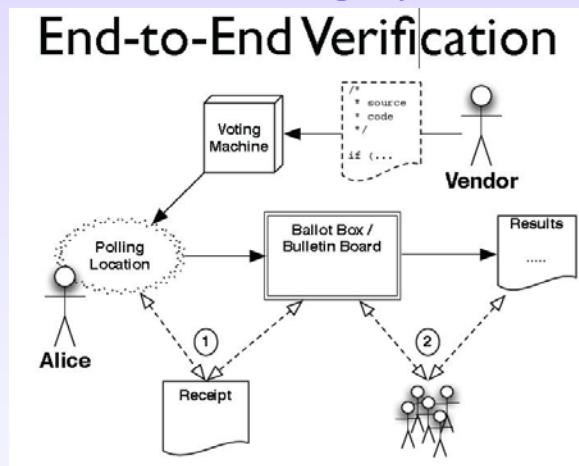 End-to-End Verification
/*
* source
* code
*/
if (...
Voting
Machine
Vendor
Ballot Box /
Bulletin Board
Results
.....
Polling
Location
Alice
1
2
Receipt